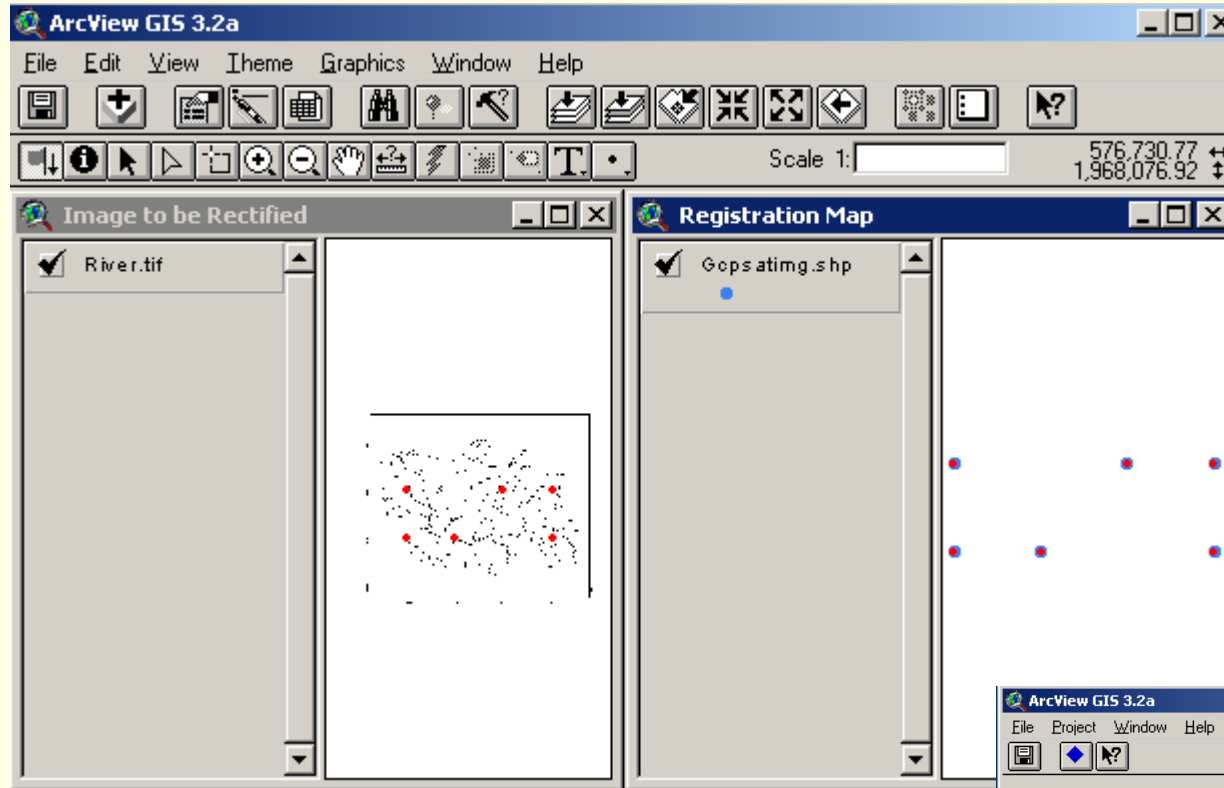 ArcView GIS 3.2a
File Edit View Theme Graphics Window Help
T
Scale 1:
576,730.77
1,968,076.92
Image to be Rectified
Registration Map
River.tif
Gcpsatimg.shp
ArcView GIS 3.2a
File Project Window Help